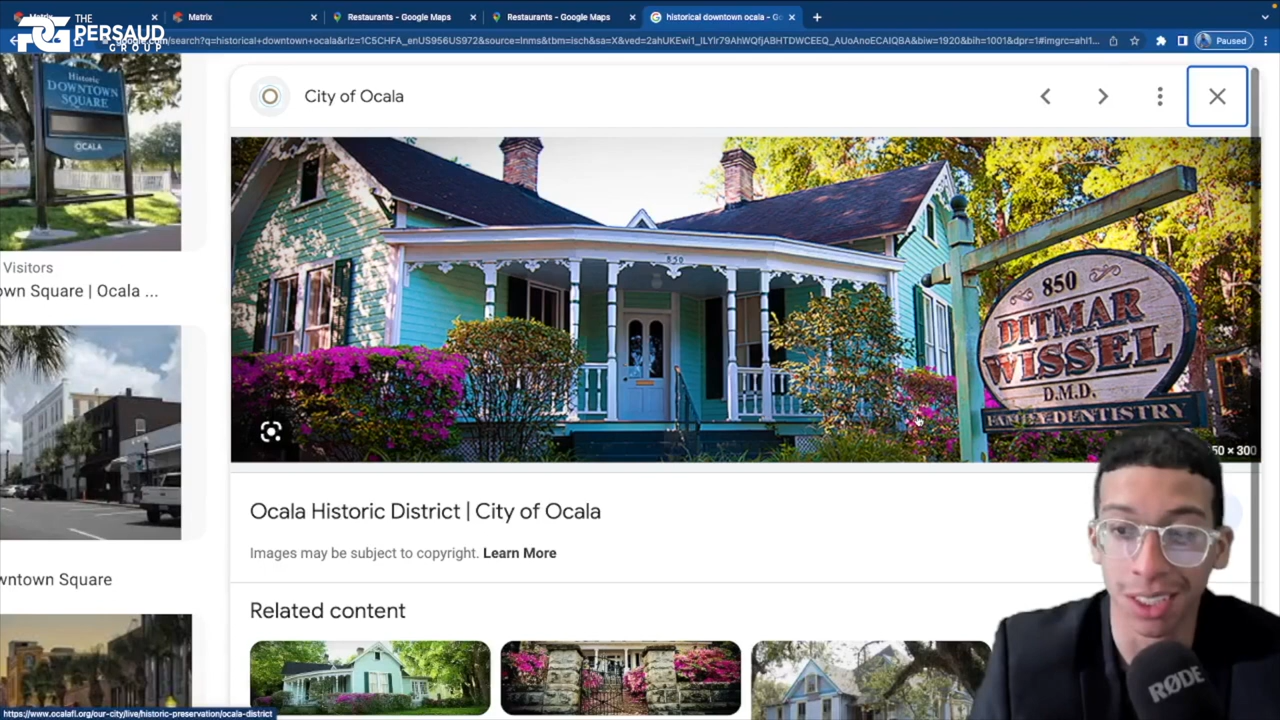 THE
PERSAUD
GROUP
PG
Matrix
Restaurants - Google Maps
Restaurants - Google Maps
historical downtown ocala - Go
Paused
Historic
DOWNTOWN
SQUARE
OCALA
Visitors
own Square | Ocala ...
wntown Square
City of Ocala
850
850
DITMAR
WISSEL
D.M.D.
FAMILY DENTISTRY
50 × 300
Ocala Historic District | City of Ocala
Images may be subject to copyright. Learn More
Related content
RØDE
https://www.ocalafl.org/our-city/live/historic-preservation/ocala-district